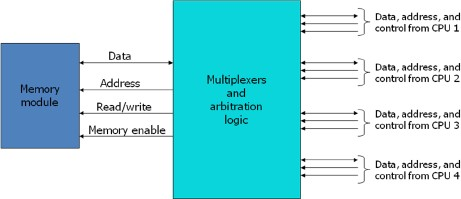 Memory
module
Data
Address
Read/write
Memory enable
Multiplexers
and
arbitration
logic
Data, address, and
control from CPU 1
Data, address, and
control from CPU 2
Data, address, and
control from CPU 3
Data, address, and
control from CPU 4